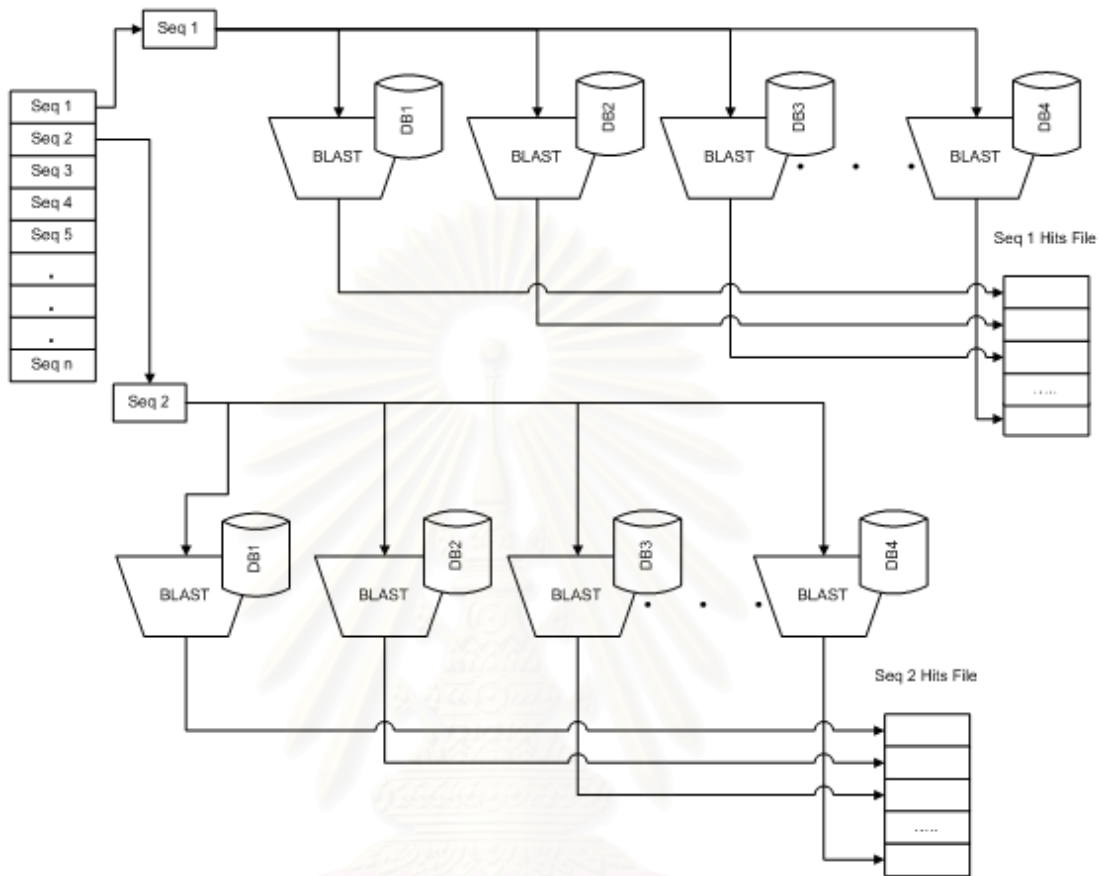 Seq 1
Seq 1
Seq 2
Seq 3
Seq 4
Seq 5
.
.
.
Seq n
BLAST
DB1
BLAST
DB2
BLAST
DB3
. . .
BLAST
DB4
Seq 1 Hits File
......
Seq 2
BLAST
DB1
BLAST
DB2
BLAST
DB3
. . .
BLAST
DB4
Seq 2 Hits File
......